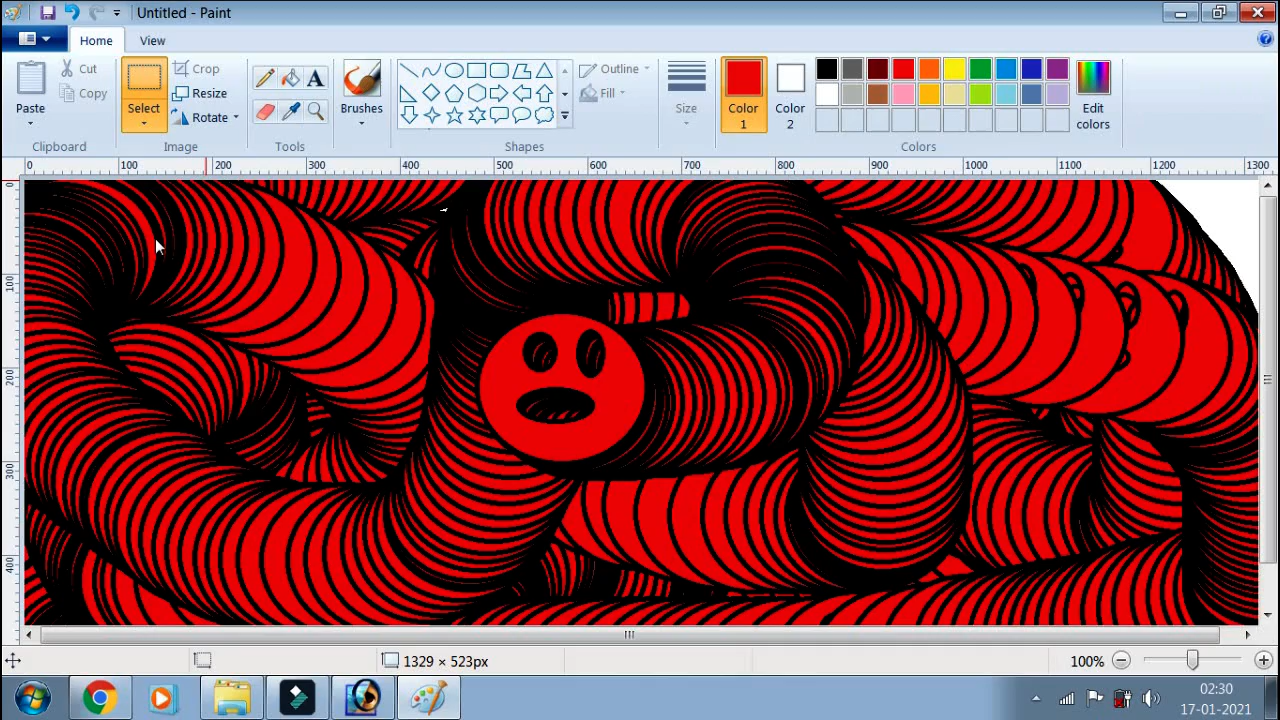 Untitled - Paint
Home View
Paste
Cut
Copy
Clipboard
Select
Crop
Resize
Rotate
Image
A
Tools
Brushes
Shapes
Outline
Fill
Size
Color 1
Color 2
Edit colors
Colors
0 100 200 300 400 500 600 700 800 900 1000 1100 1200 1300
0
100
200
300
400
1329 × 523px
100%
02:30
17-01-2021